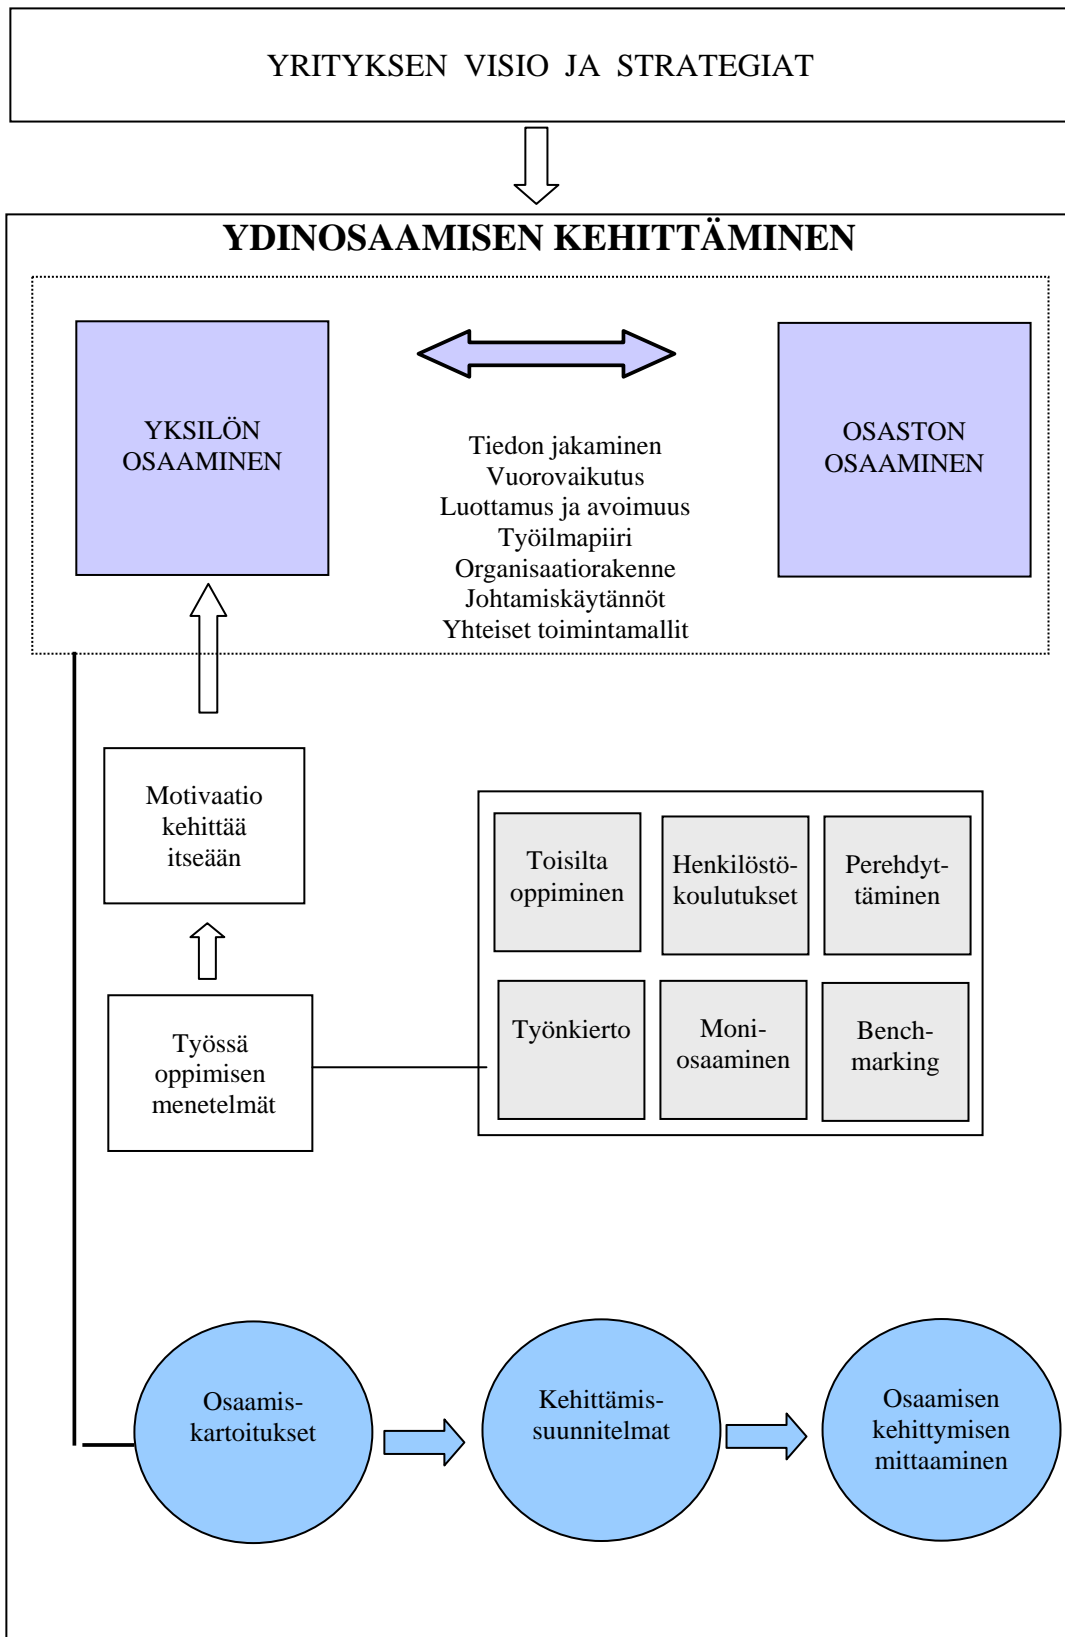 YRITYKSEN VISIO JA STRATEGIAT
YDINOSAAMISEN KEHITTÄMINEN
YKSILÖN
OSAAMINEN
Tiedon jakaminen
Vuorovaikutus
Luottamus ja avoimuus
Työilmapiiri
Organisaatiorakenne
Johtamiskäytännöt
Yhteiset toimintamallit
OSASTON
OSAAMINEN
Motivaatio
kehittää
itseään
Toisilta
oppiminen
Henkilöstö-
koulutukset
Perehdyt-
täminen
Työssä
oppimisen
menetelmät
Työnkierto
Moni-
osaaminen
Bench-
marking
Osaamis-
kartoitukset
Kehittämis-
suunnitelmat
Osaamisen
kehittymisen
mittaaminen